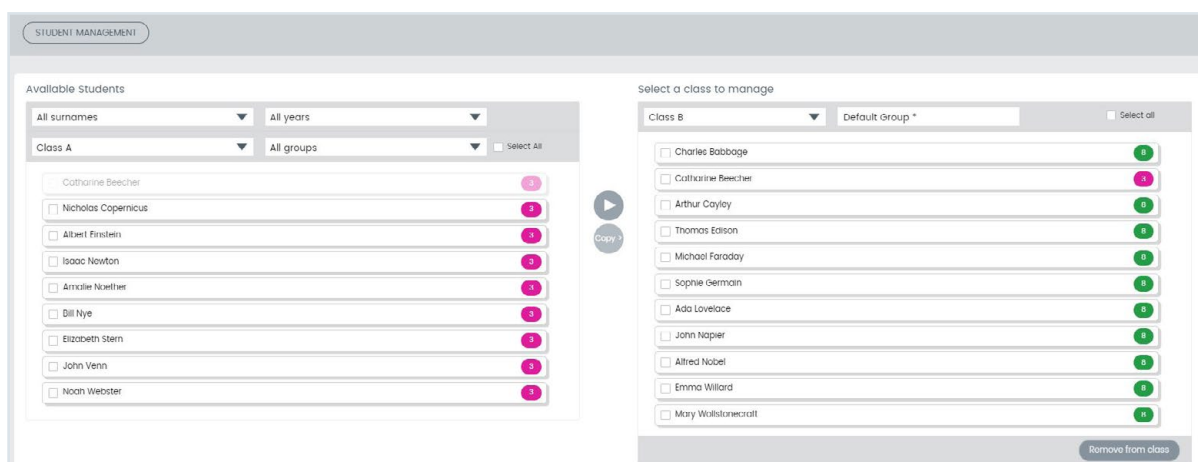 STUDENT MANAGEMENT
Available Students
All surnames
All years
Class A
All groups
Select All
Catharine Beecher 3
Nicholas Copernicus 3
Albert Einstein 3
Isaac Newton 3
Amalie Noether 3
Bill Nye 3
Elizabeth Stern 3
John Venn 3
Noah Webster 3
Copy >
Select a class to manage
Class B
Default Group *
Select all
Charles Babbage 8
Catharine Beecher 3
Arthur Cayley 8
Thomas Edison 8
Michael Faraday 8
Sophie Germain 8
Ada Lovelace 8
John Napier 8
Alfred Nobel 8
Emma Willard 8
Mary Wollstonecraft 8
Remove from class